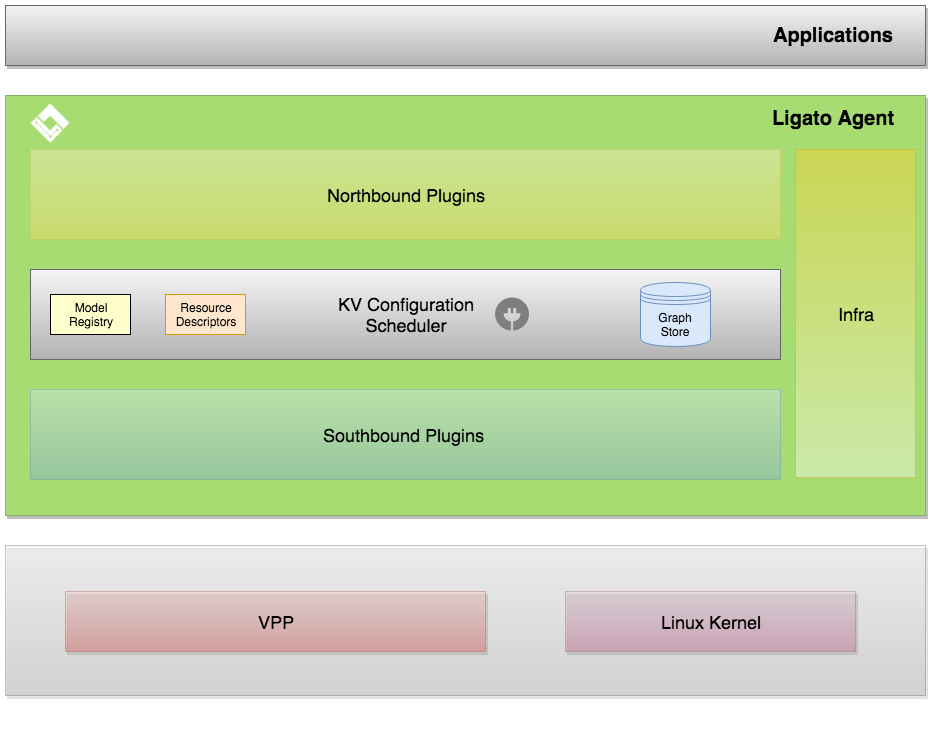 Applications
Ligato Agent
Northbound Plugins
Model
Registry
Resource
Descriptors
KV Configuration
Scheduler
Graph
Store
Infra
Southbound Plugins
VPP
Linux Kernel